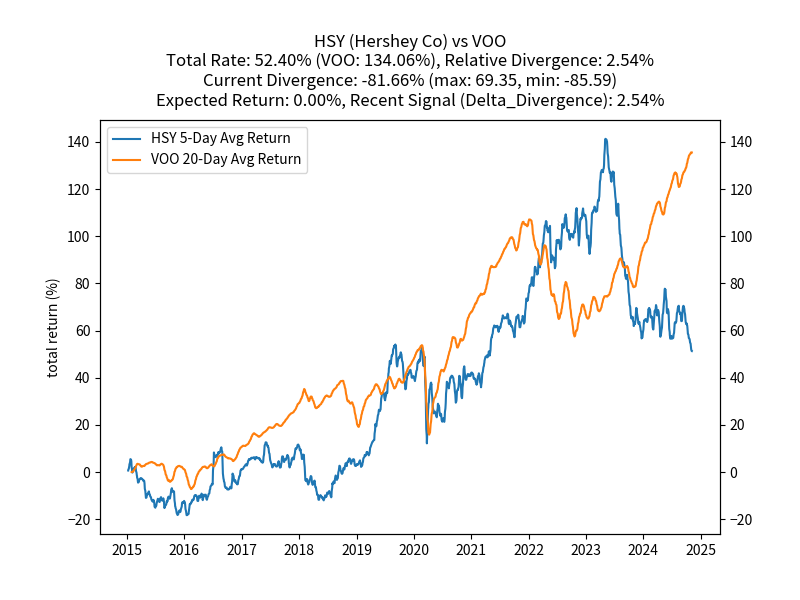 HSY (Hershey Co) vs VOO
Total Rate: 52.40% (VOO: 134.06%), Relative Divergence: 2.54%
Current Divergence: -81.66% (max: 69.35, min: -85.59)
Expected Return: 0.00%, Recent Signal (Delta_Divergence): 2.54%
HSY 5-Day Avg Return
VOO 20-Day Avg Return
total return (%)
140 140
120 120
100 100
80 80
60 60
40 40
20 20
0 0
−20 −20
2015 2016 2017 2018 2019 2020 2021 2022 2023 2024 2025